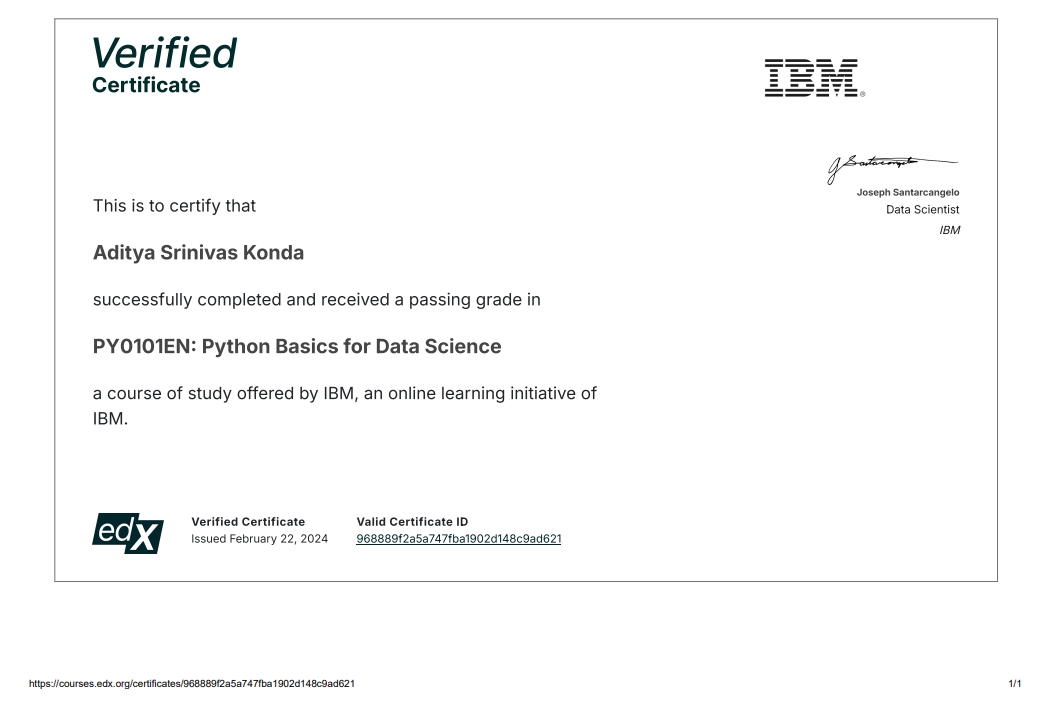 Verified
Certificate
IBM®
J Santarcangelo
Joseph Santarcangelo
Data Scientist
IBM
This is to certify that
Aditya Srinivas Konda
successfully completed and received a passing grade in
PY0101EN: Python Basics for Data Science
a course of study offered by IBM, an online learning initiative of
IBM.
edX
Verified Certificate
Issued February 22, 2024
Valid Certificate ID
968889f2a5a747fba1902d148c9ad621
https://courses.edx.org/certificates/968889f2a5a747fba1902d148c9ad621
1/1